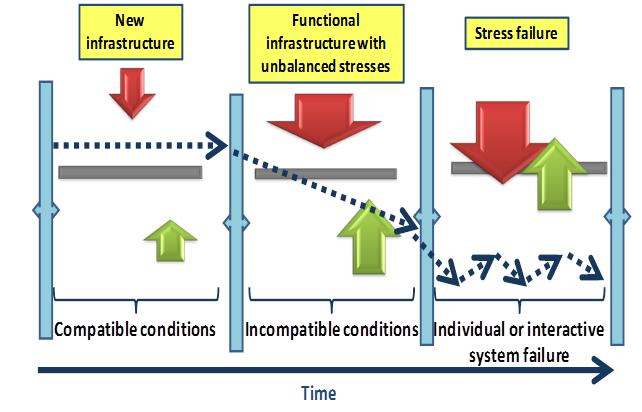 New
infrastructure
Functional
infrastructure with
unbalanced stresses
Stress failure
Compatible conditions
Incompatible conditions
Individual or interactive
system failure
Time